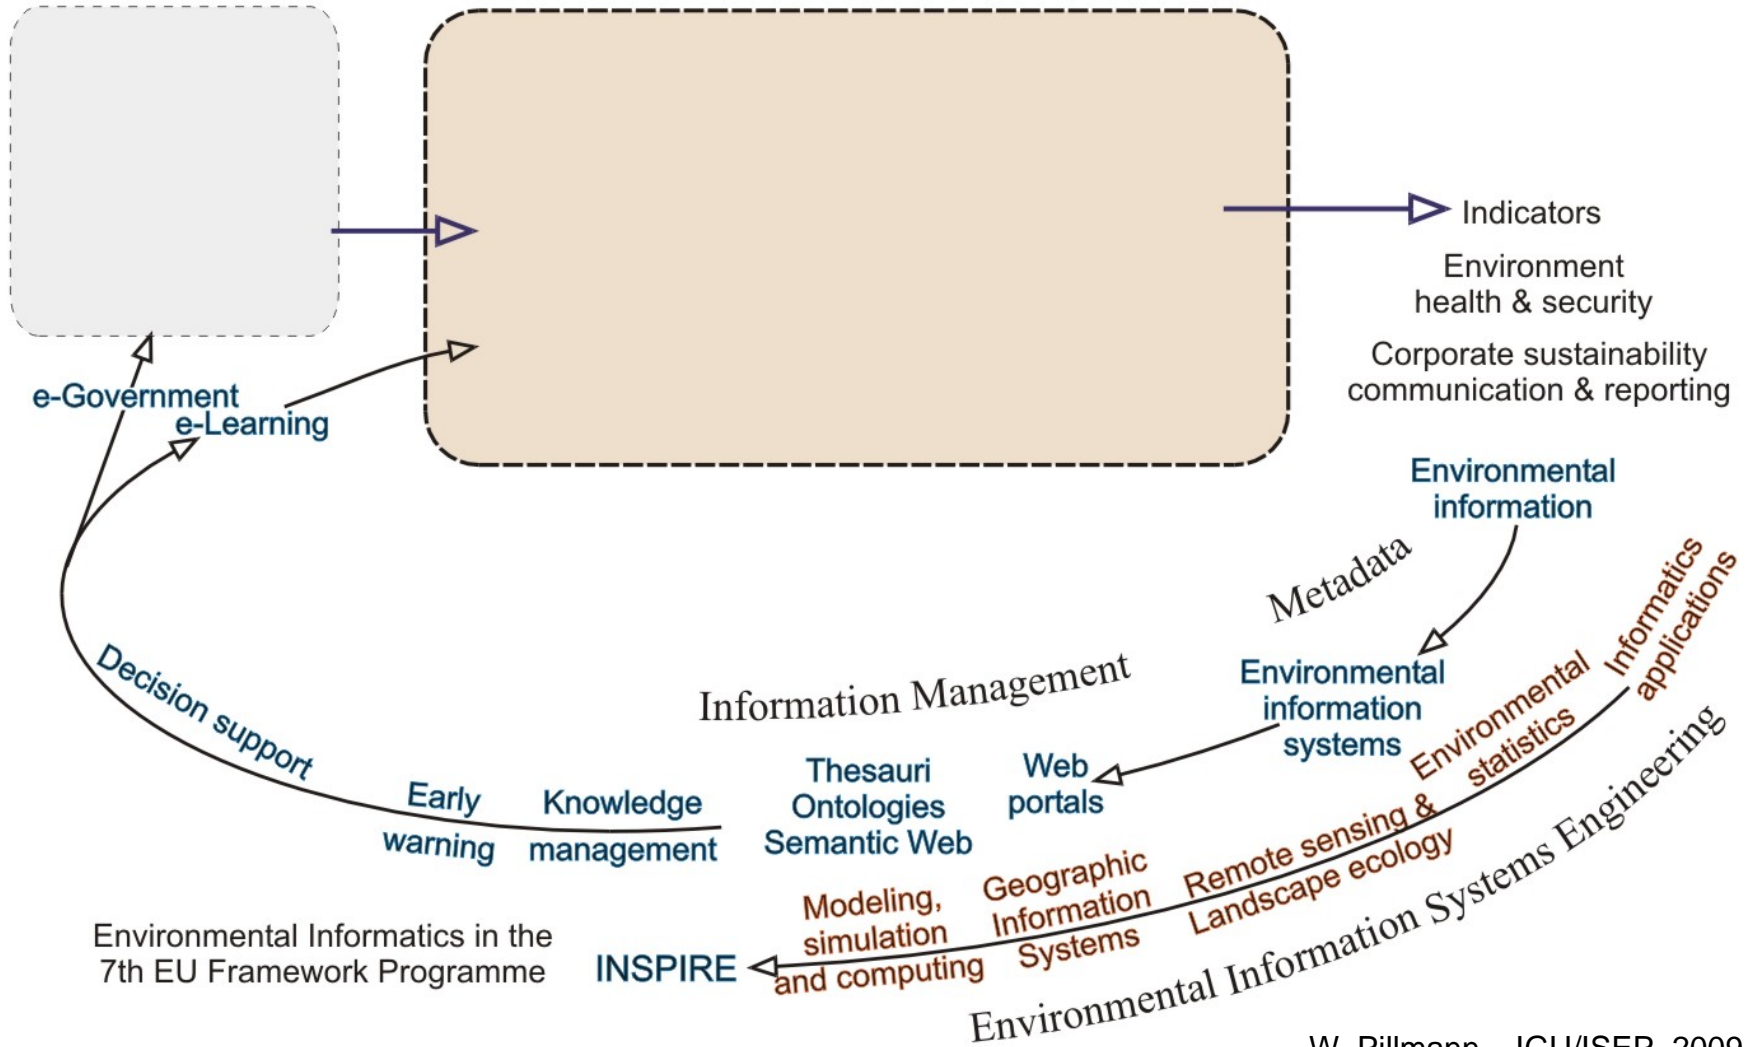 Indicators
Environment
health & security
Corporate sustainability
communication & reporting
e-Government
e-Learning
Environmental
information
Metadata
Informatics
applications
Environmental
information
systems
Environmental
statistics
Information Management
Decision support
Web
portals
Thesauri
Ontologies
Semantic Web
Early
warning
Knowledge
management
Remote sensing &
Landscape ecology
Geographic
Information
Systems
Modeling,
simulation
and computing
INSPIRE
Environmental Informatics in the
7th EU Framework Programme
Environmental Information Systems Engineering
W. Pillmann 2009